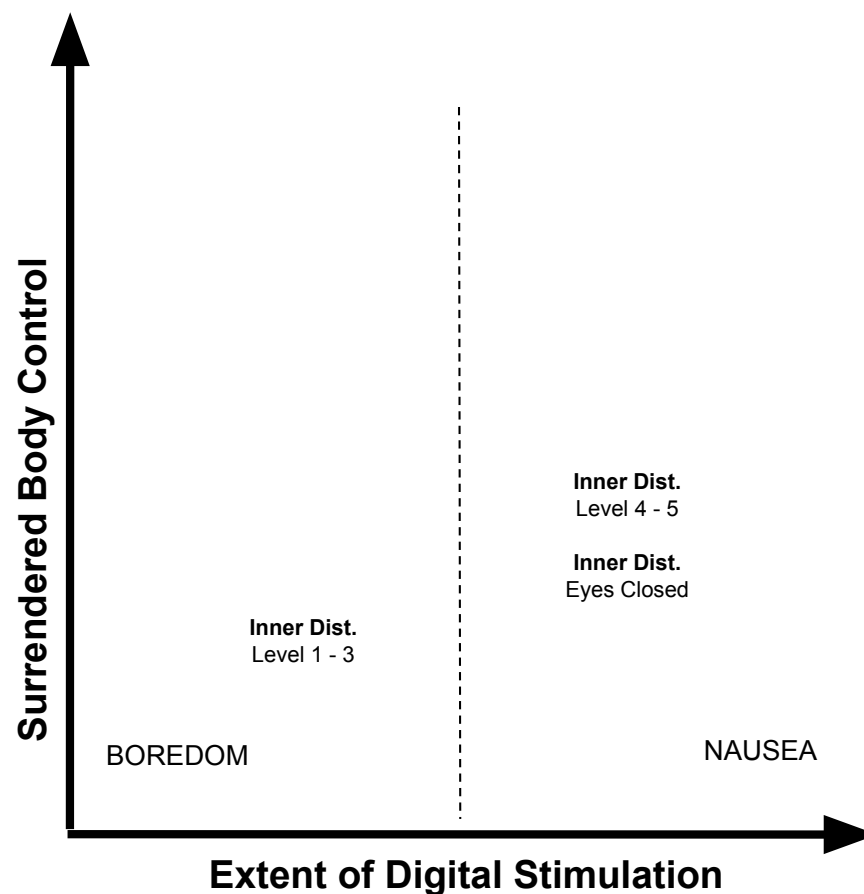 Surrendered Body Control
Inner Dist.
Level 4 - 5
Inner Dist.
Eyes Closed
Inner Dist.
Level 1 - 3
BOREDOM
NAUSEA
Extent of Digital Stimulation